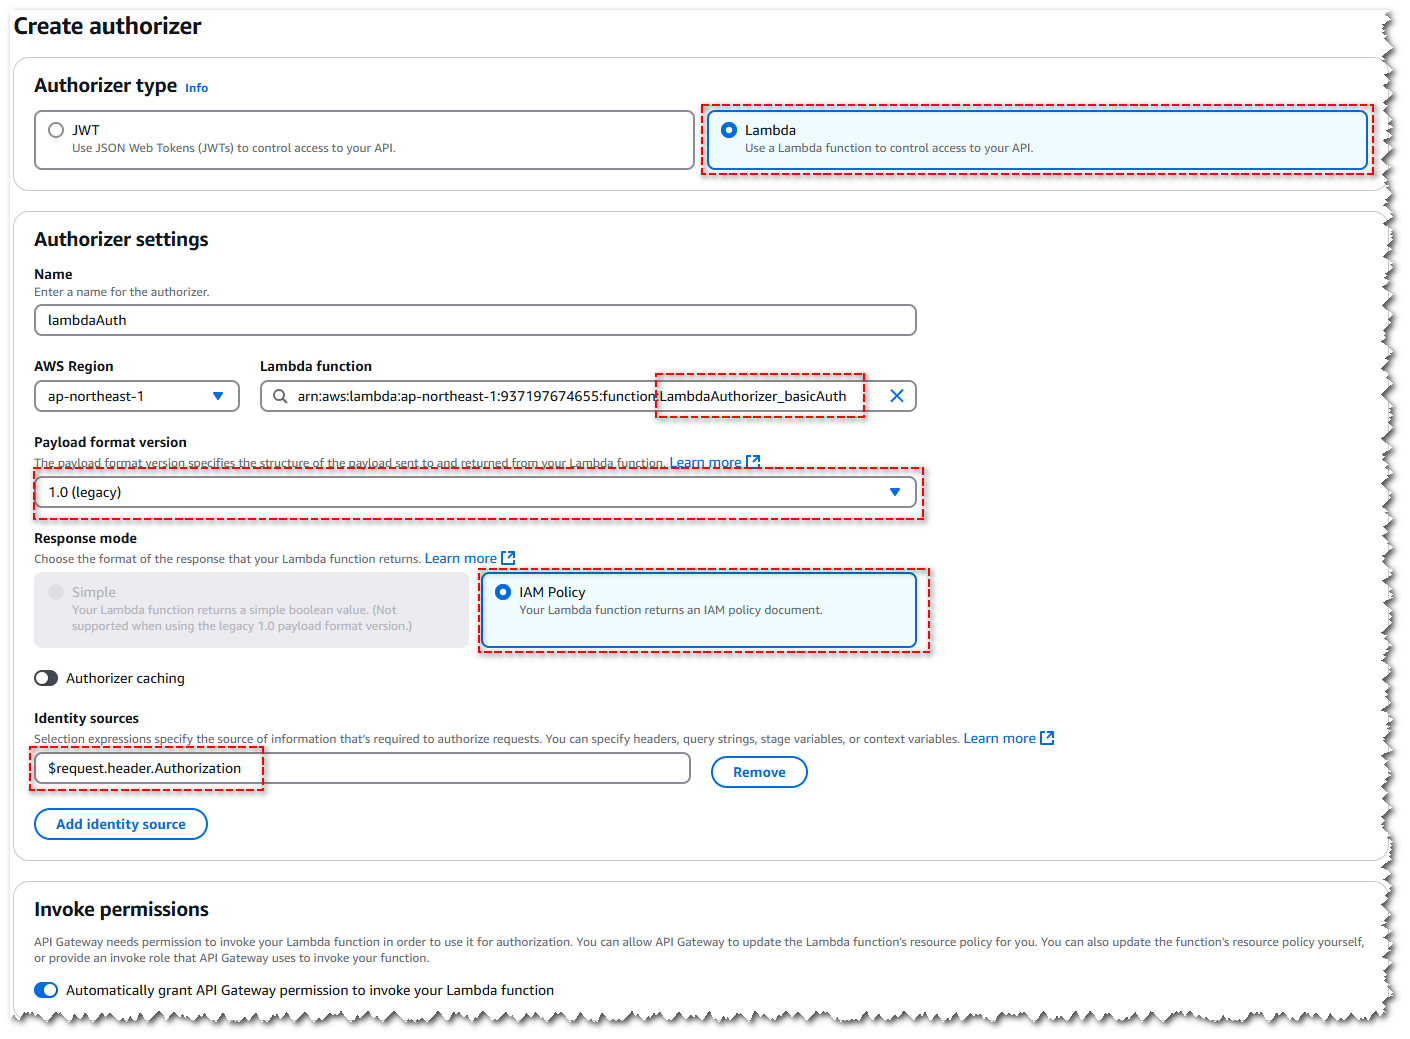 Create authorizer
Authorizer type Info
JWT
Use JSON Web Tokens (JWTs) to control access to your API.
Lambda
Use a Lambda function to control access to your API.
Authorizer settings
Name
Enter a name for the authorizer.
lambdaAuth
AWS Region
Lambda function
ap-northeast-1
arn:aws:lambda:ap-northeast-1:937197674655:function:LambdaAuthorizer_basicAuth
Payload format version
The payload format version specifies the structure of the payload sent to and returned from your Lambda function. Learn more
1.0 (legacy)
Response mode
Choose the format of the response that your Lambda function returns. Learn more
Simple
Your Lambda function returns a simple boolean value. (Not
supported when using the legacy 1.0 payload format version.)
IAM Policy
Your Lambda function returns an IAM policy document.
Authorizer caching
Identity sources
Selection expressions specify the source of information that's required to authorize requests. You can specify headers, query strings, stage variables, or context variables. Learn more
$request.header.Authorization
Remove
Add identity source
Invoke permissions
API Gateway needs permission to invoke your Lambda function in order to use it for authorization. You can allow API Gateway to update the Lambda function's resource policy for you. You can also update the function's resource policy yourself,
or provide an invoke role that API Gateway uses to invoke your function.
Automatically grant API Gateway permission to invoke your Lambda function